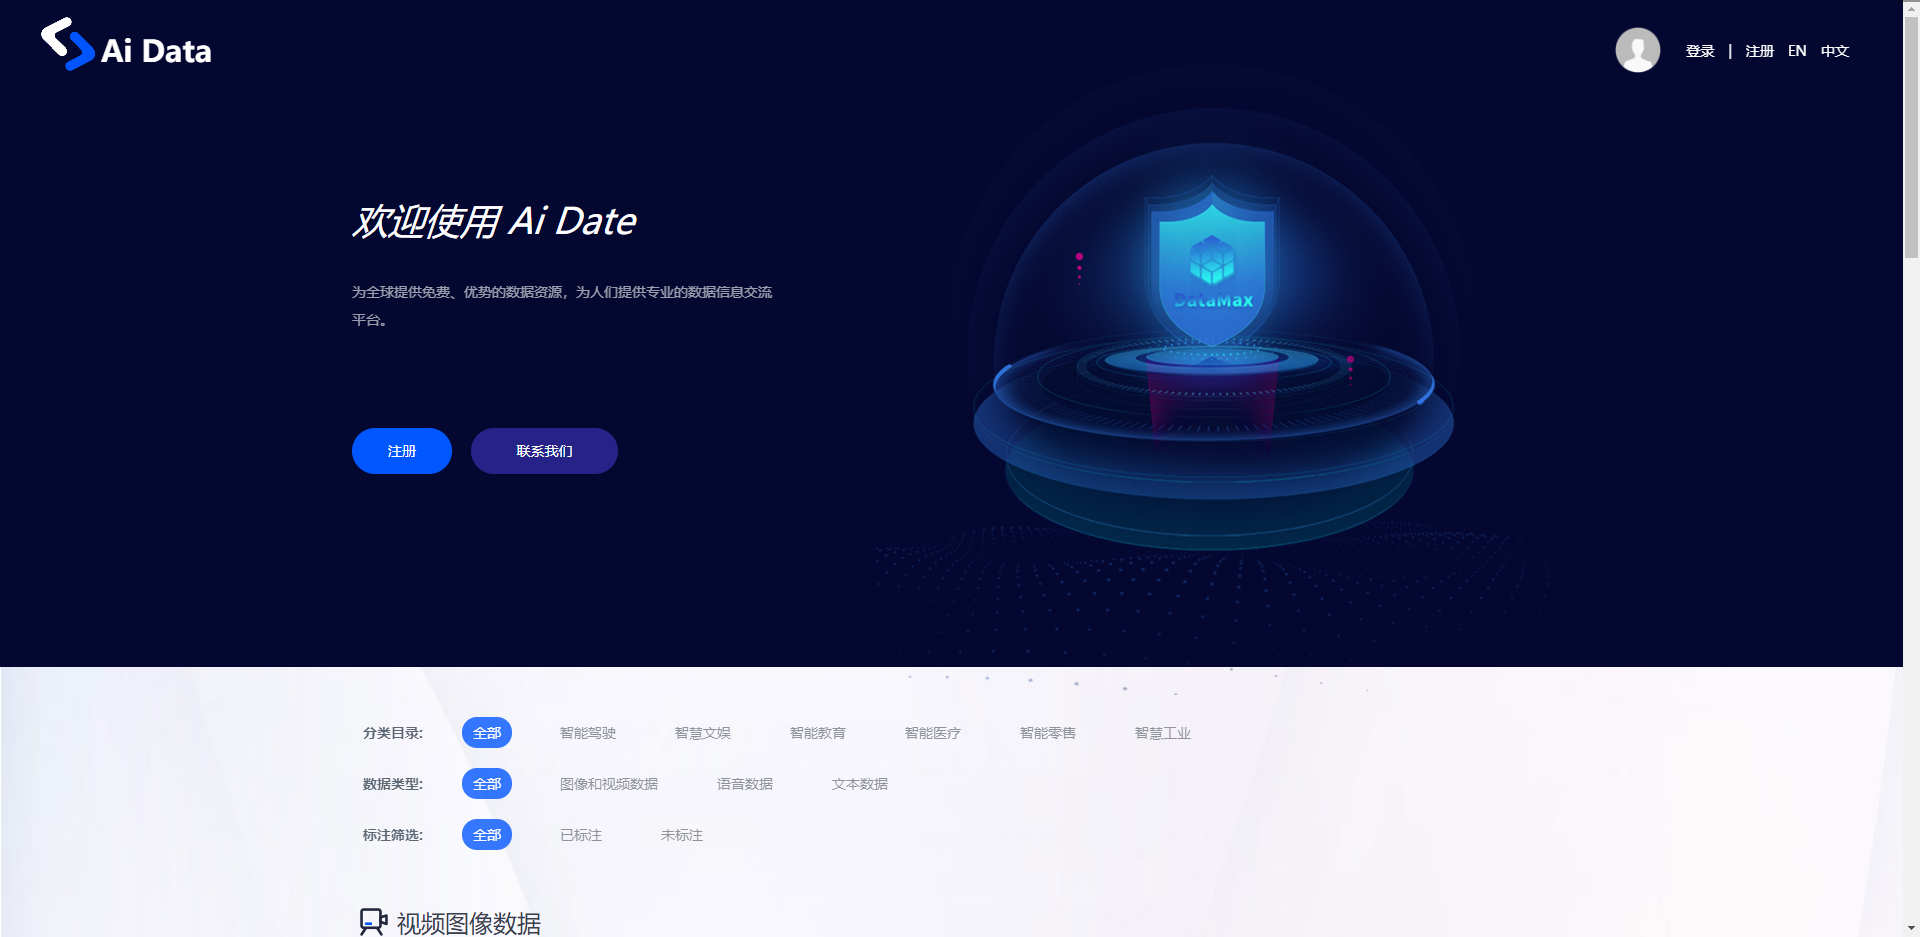 Ai Data
登录 | 注册 EN 中文
欢迎使用 Ai Date
为全球提供免费、优势的数据资源，为人们提供专业的数据信息交流
平台。
DataMax
注册 联系我们
分类目录: 全部 智能驾驶 智慧文娱 智能教育 智能医疗 智能零售 智慧工业
数据类型: 全部 图像和视频数据 语音数据 文本数据
标注筛选: 全部 已标注 未标注
视频图像数据